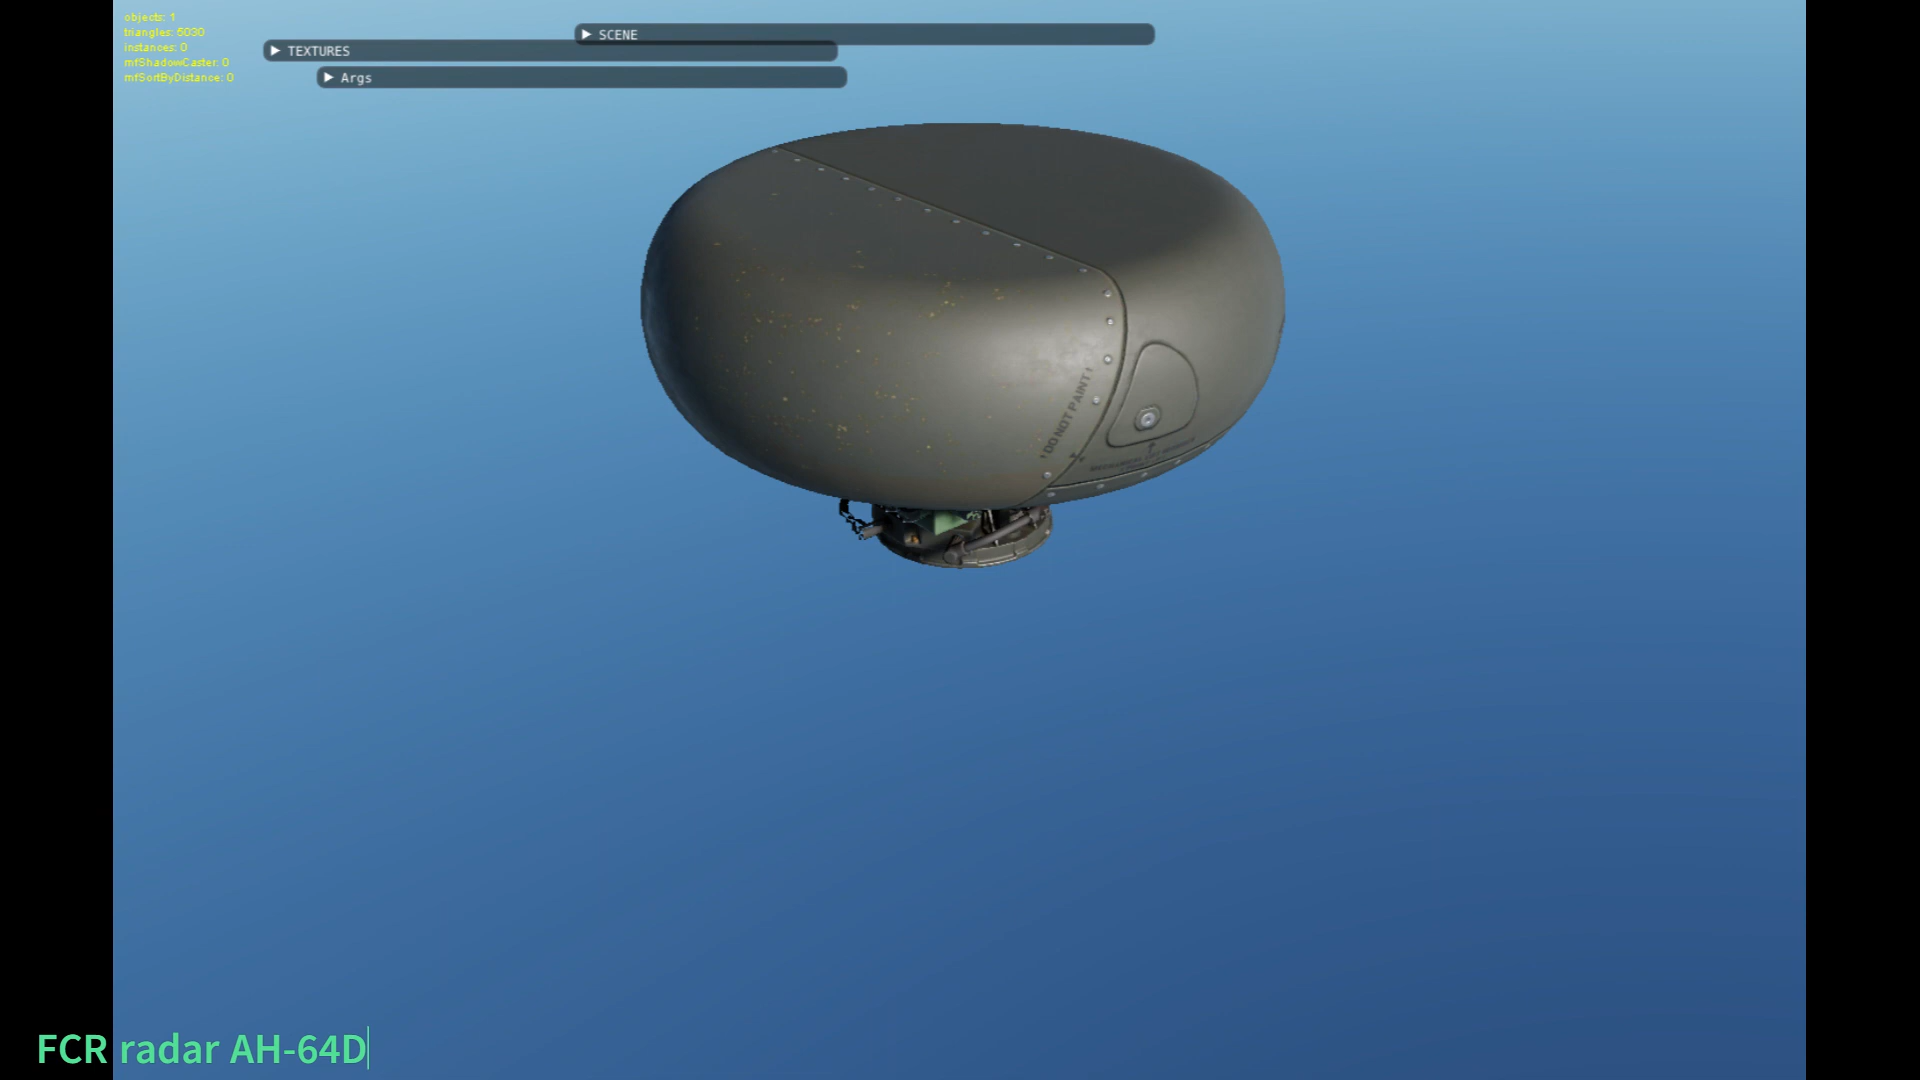 objects: 1
triangles: 5030
instances: 0
mfShadowCaster: 0
mfSortByDistance: 0
SCENE
TEXTURES
Args
! DO NOT PAINT !
FCR radar AH-64D